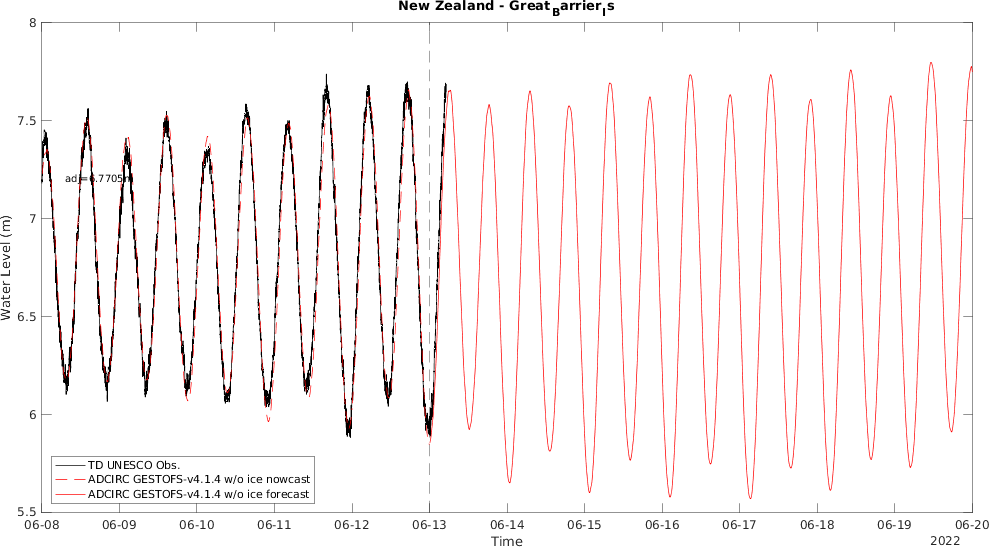 New Zealand - GreatBarrierIs
8
7.5
7
6.5
6
5.5
Water Level (m)
adj=6.7705m
TD UNESCO Obs.
ADCIRC GESTOFS-v4.1.4 w/o ice nowcast
ADCIRC GESTOFS-v4.1.4 w/o ice forecast
06-08 06-09 06-10 06-11 06-12 06-13 06-14 06-15 06-16 06-17 06-18 06-19 06-20
Time
2022